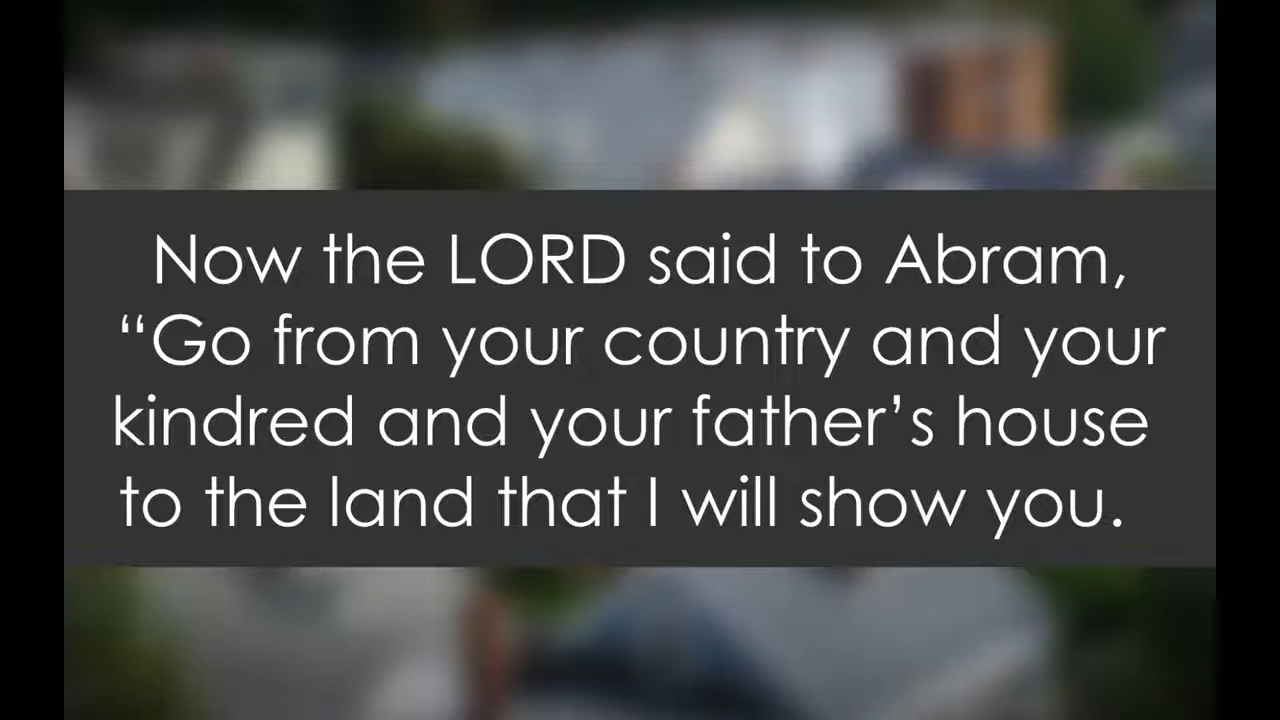 Now the LORD said to Abram,
“Go from your country and your
kindred and your father’s house
to the land that I will show you.